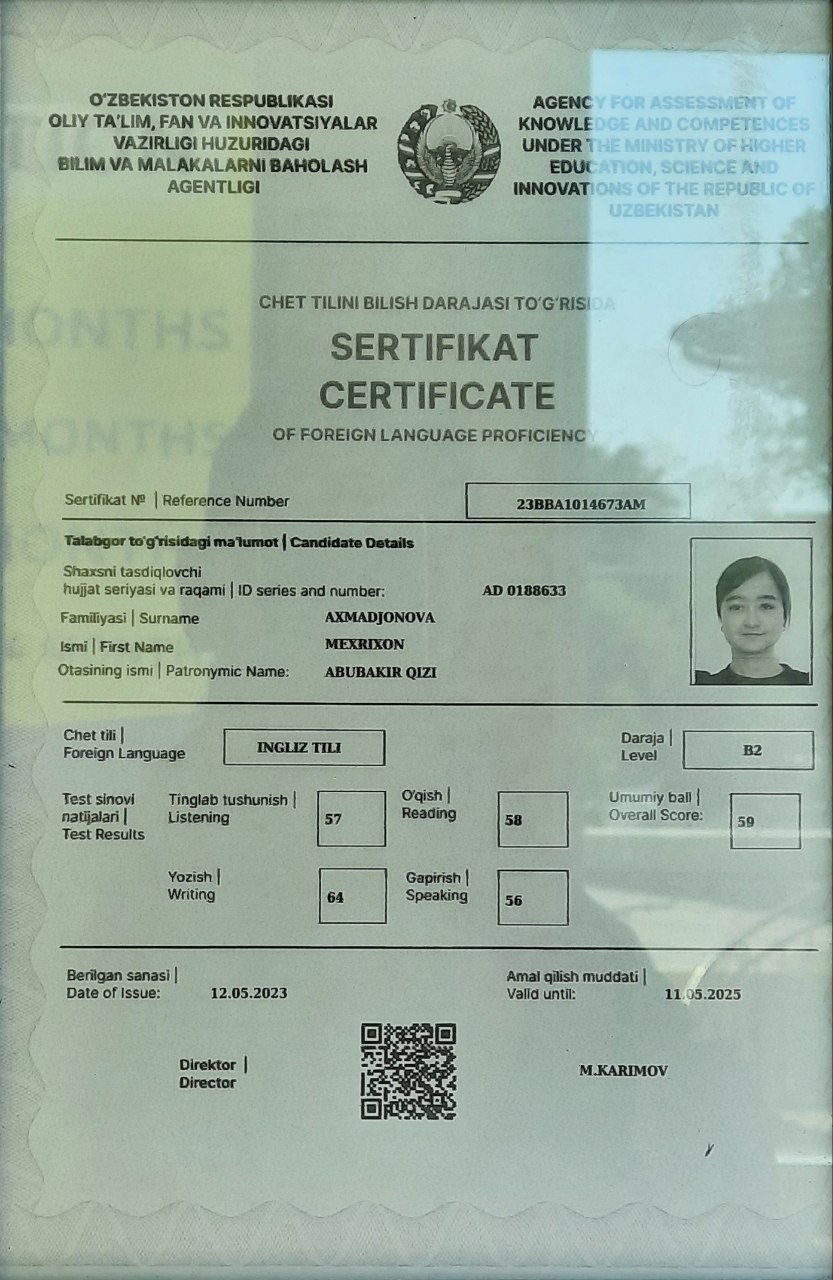 O'ZBEKISTON RESPUBLIKASI
OLIY TA'LIM, FAN VA INNOVATSIYALAR
VAZIRLIGI HUZURIDAGI
BILIM VA MALAKALARNI BAHOLASH
AGENTLIGI
AGENCY FOR ASSESSMENT OF
KNOWLEDGE AND COMPETENCES
UNDER THE MINISTRY OF HIGHER
EDUCATION, SCIENCE AND
INNOVATIONS OF THE REPUBLIC OF
UZBEKISTAN
CHET TILINI BILISH DARAJASI TO'G'RISIDA
SERTIFIKAT
CERTIFICATE
OF FOREIGN LANGUAGE PROFICIENCY
MONTHS
MONTHS
Sertifikat № | Reference Number 23BBA1014673AM
Talabgor to'g'risidagi ma'lumot | Candidate Details
Shaxsni tasdiqlovchi
hujjat seriyasi va raqami | ID series and number: AD 0188633
Familiyasi | Surname AXMADJONOVA
Ismi | First Name MEXRIXON
Otasining ismi | Patronymic Name: ABUBAKIR QIZI
Chet tili |
Foreign Language
INGLIZ TILI
Daraja |
Level
B2
Test sinovi
natijalari |
Test Results
Tinglab tushunish |
Listening
57
O'qish |
Reading
58
Umumiy ball |
Overall Score:
59
Yozish |
Writing
64
Gapirish |
Speaking
56
Berilgan sanasi |
Date of Issue: 12.05.2023
Amal qilish muddati |
Valid until: 11.05.2025
Direktor |
Director
M.KARIMOV